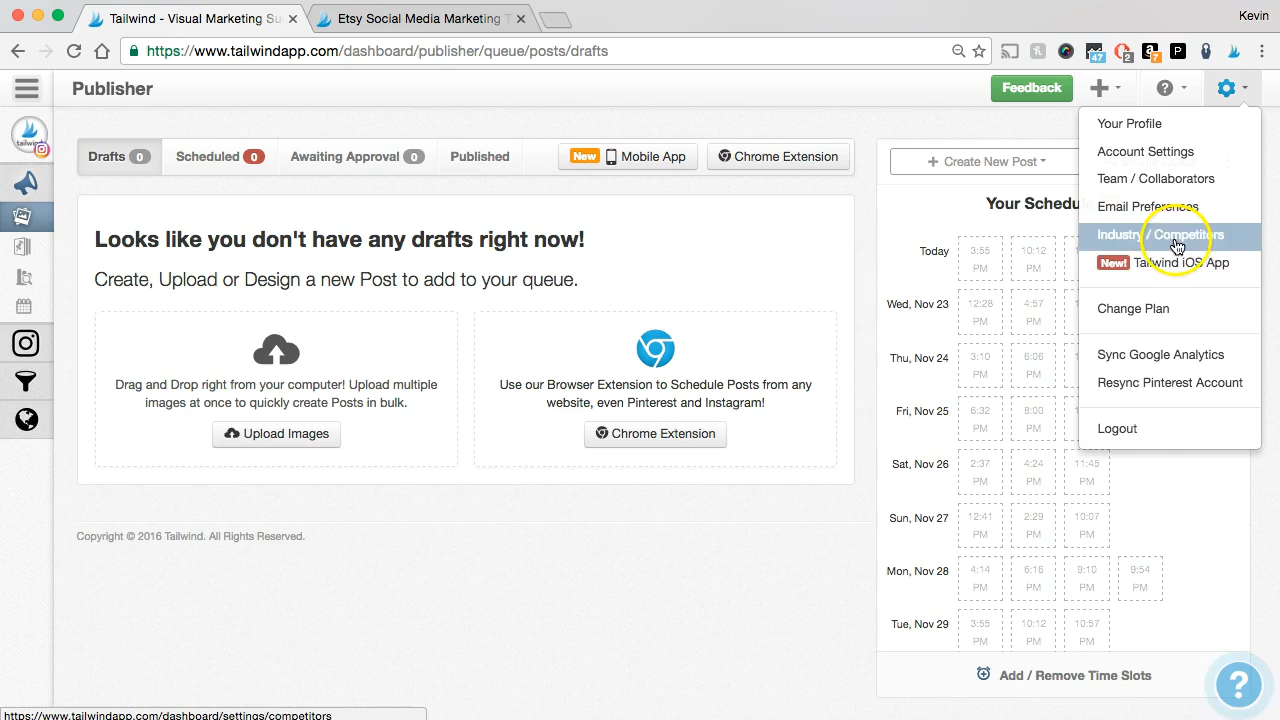 Tailwind - Visual Marketing Su
Etsy Social Media Marketing T
Kevin
https://www.tailwindapp.com/dashboard/publisher/queue/posts/drafts
47
2
7
P
Publisher
Feedback
tailwind
Drafts 0
Scheduled 0
Awaiting Approval 0
Published
New Mobile App
Chrome Extension
Looks like you don't have any drafts right now!
Create, Upload or Design a new Post to add to your queue.
Drag and Drop right from your computer! Upload multiple
images at once to quickly create Posts in bulk.
Upload Images
Use our Browser Extension to Schedule Posts from any
website, even Pinterest and Instagram!
Chrome Extension
Copyright © 2016 Tailwind. All Rights Reserved.
+ Create New Post
Your Schedu
Today 3:55 PM 10:12 PM
Wed, Nov 23 12:28 PM 4:57 PM
Thu, Nov 24 3:10 PM 6:06 PM
Fri, Nov 25 6:32 PM 8:00 PM
Sat, Nov 26 2:37 PM 4:24 PM 11:45 PM
Sun, Nov 27 12:41 PM 2:29 PM 10:07 PM
Mon, Nov 28 4:14 PM 6:16 PM 9:10 PM 9:54 PM
Tue, Nov 29 3:55 PM 10:12 PM 10:57 PM
Add / Remove Time Slots
Your Profile
Account Settings
Team / Collaborators
Email Preferences
Industry / Competitors
New! Tailwind iOS App
Change Plan
Sync Google Analytics
Resync Pinterest Account
Logout
?
https://www.tailwindapp.com/dashboard/settings/competitors